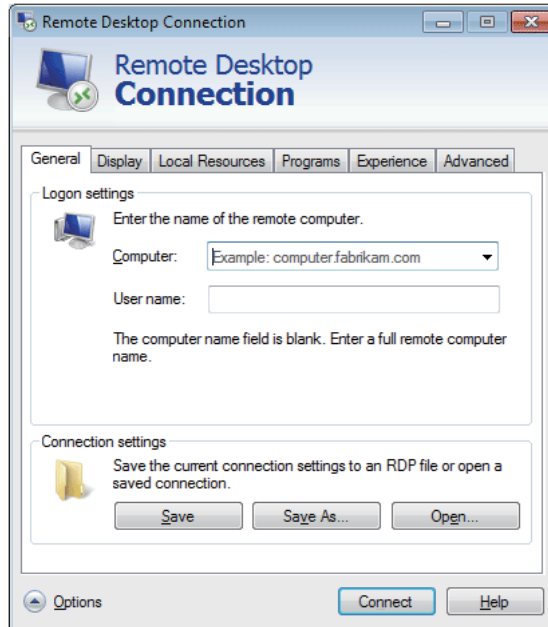 Remote Desktop Connection
Remote Desktop
Connection
General Display Local Resources Programs Experience Advanced
Logon settings
Enter the name of the remote computer.
Computer: Example: computer.fabrikam.com
User name:
The computer name field is blank. Enter a full remote computer
name.
Connection settings
Save the current connection settings to an RDP file or open a
saved connection.
Save Save As... Open...
Options Connect Help